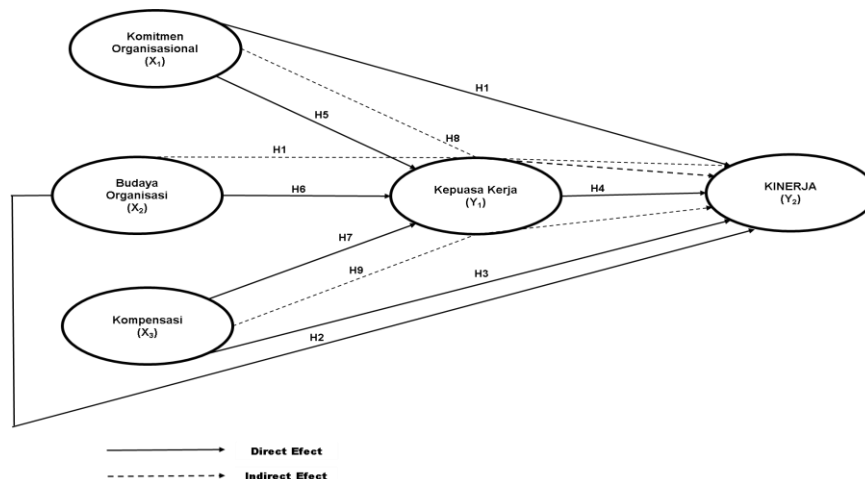 Komitmen
Organisasional
(X₁)
H1
H5
H8
H1
Budaya
Organisasi
(X₂)
H6
Kepuasa Kerja
(Y₁)
H4
KINERJA
(Y₂)
H7
H9
H3
Kompensasi
(X₃)
H2
Direct Efect
Indirect Efect